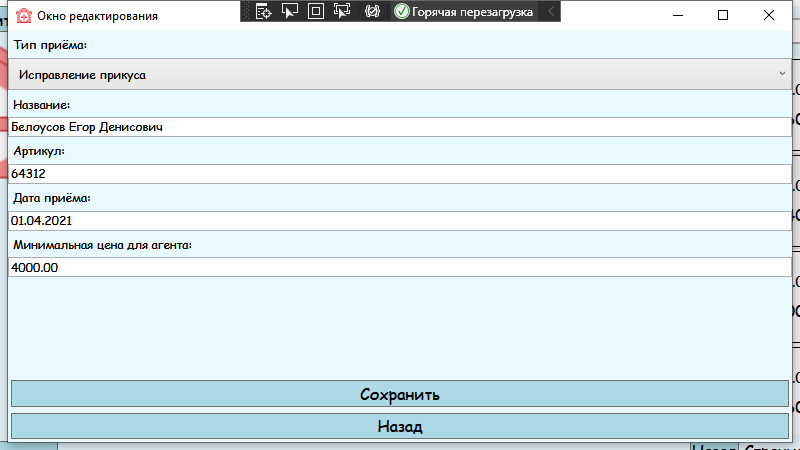 Окно редактирования
Горячая перезагрузка
Тип приёма:
Исправление прикуса
Название:
Белоусов Егор Денисович
Артикул:
64312
Дата приёма:
01.04.2021
Минимальная цена для агента:
4000.00
Сохранить
Назад